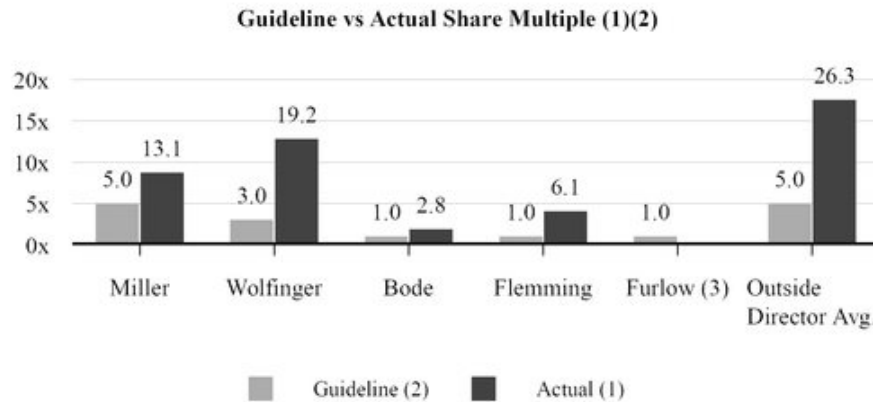 Guideline vs Actual Share Multiple (1)(2)
20x
15x
10x
5x
0x
5.0
13.1
3.0
19.2
1.0
2.8
1.0
6.1
1.0
5.0
26.3
Miller
Wolfinger
Bode
Flemming
Furlow (3)
Outside
Director Avg.
Guideline (2)
Actual (1)